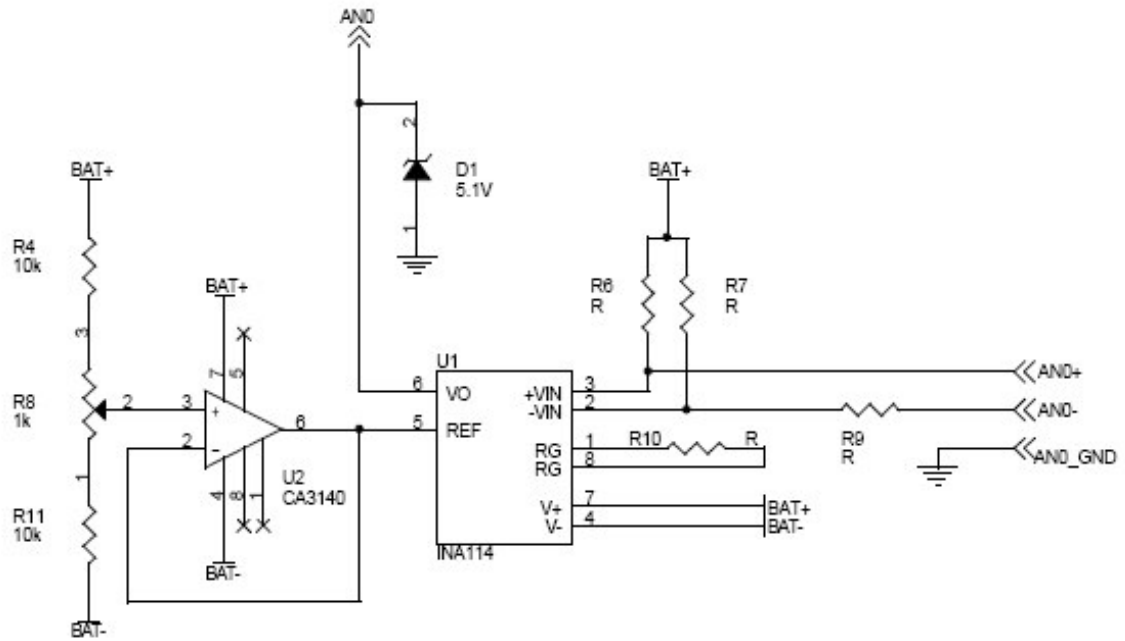 AN0
2
D1
5.1V
1
BAT+
R4
10k
3
R8
1k
2
1
R11
10k
BAT-
BAT+
7
5
3
+
2
-
6
4
8
1
U2
CA3140
BAT-
U1
6
VO
5
REF
+VIN
3
-VIN
2
RG
1
RG
8
V+
7
V-
4
INA114
BAT+
R6
R
R7
R
R10
R
BAT+
BAT-
R9
R
AN0+
AN0-
AN0_GND